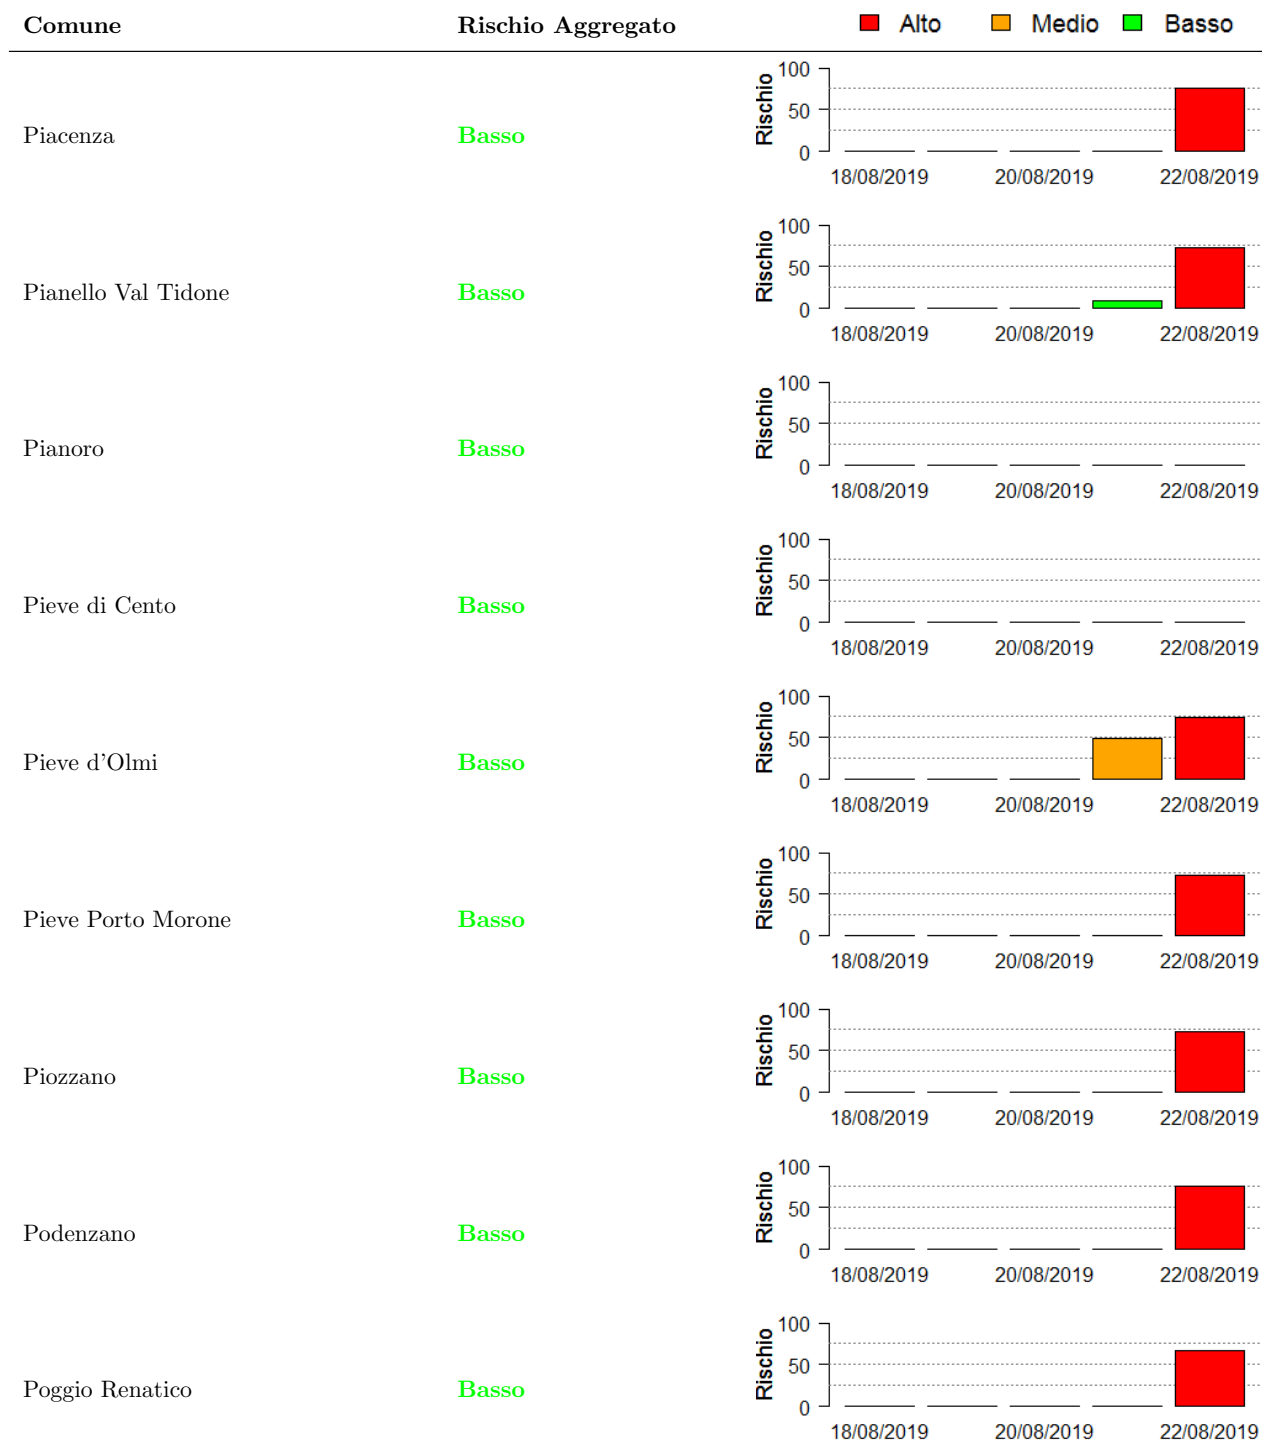 Comune Rischio Aggregato Alto Medio Basso
Piacenza Basso
Rischio
100
50
0
18/08/2019 20/08/2019 22/08/2019
Pianello Val Tidone Basso
Rischio
100
50
0
18/08/2019 20/08/2019 22/08/2019
Pianoro Basso
Rischio
100
50
0
18/08/2019 20/08/2019 22/08/2019
Pieve di Cento Basso
Rischio
100
50
0
18/08/2019 20/08/2019 22/08/2019
Pieve d'Olmi Basso
Rischio
100
50
0
18/08/2019 20/08/2019 22/08/2019
Pieve Porto Morone Basso
Rischio
100
50
0
18/08/2019 20/08/2019 22/08/2019
Piozzano Basso
Rischio
100
50
0
18/08/2019 20/08/2019 22/08/2019
Podenzano Basso
Rischio
100
50
0
18/08/2019 20/08/2019 22/08/2019
Poggio Renatico Basso
Rischio
100
50
0
18/08/2019 20/08/2019 22/08/2019